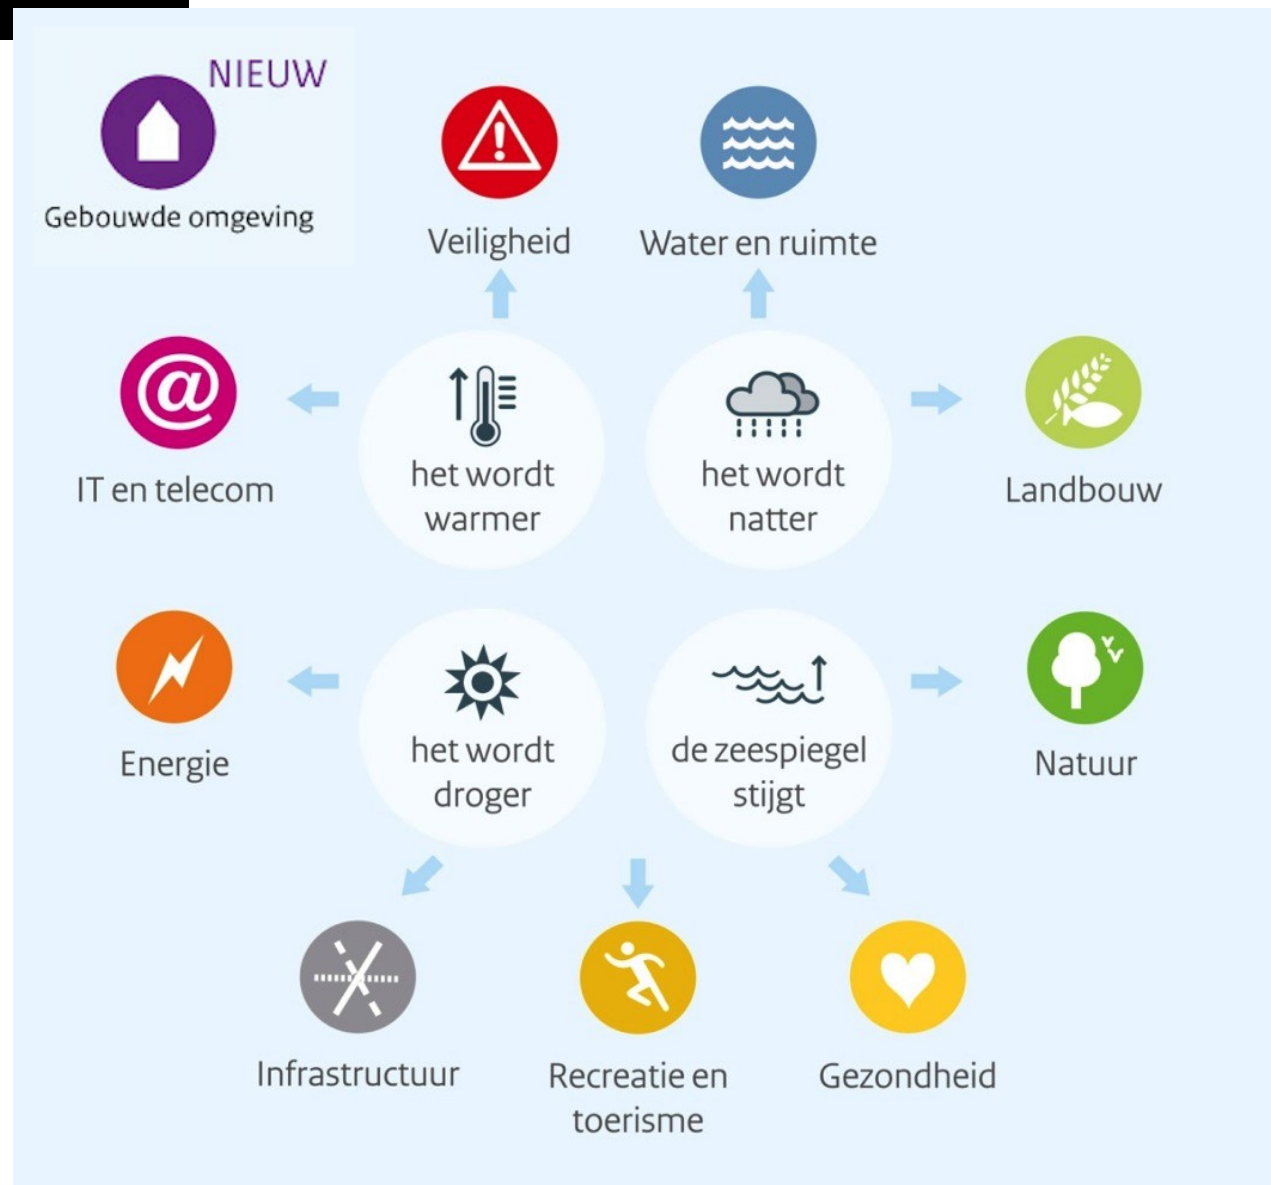 NIEUW
Gebouwde omgeving
Veiligheid
Water en ruimte
@
IT en telecom
het wordt
warmer
het wordt
natter
Landbouw
Energie
het wordt
droger
de zeespiegel
stijgt
Natuur
Infrastructuur
Recreatie en
toerisme
Gezondheid